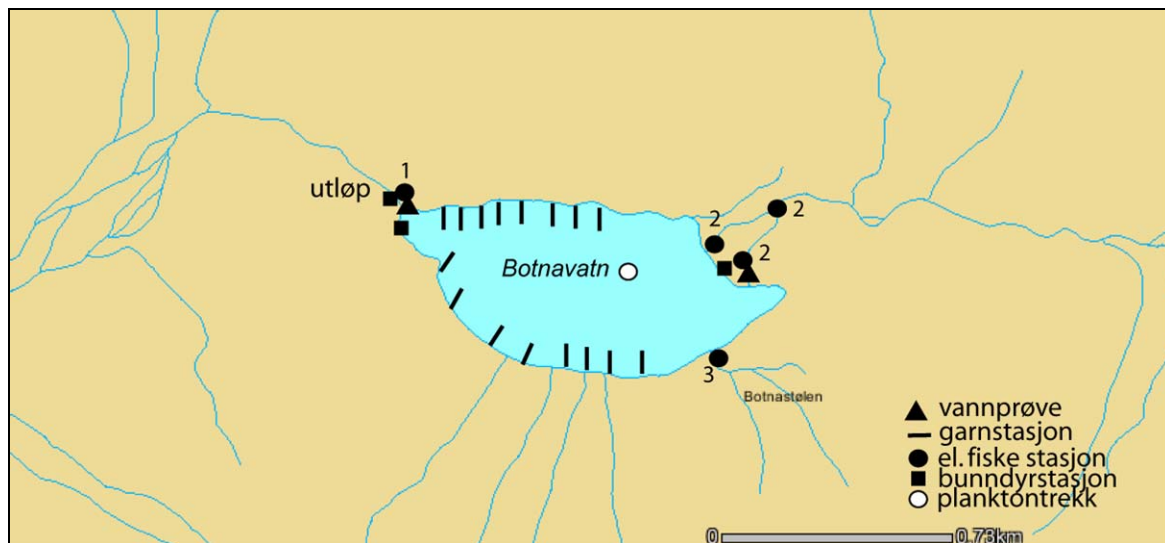 1
utløp
2
2
2
Botnavatn
3
Botnastølen
vannprøve
garnstasjon
el.fiske stasjon
bunndyrstasjon
planktontrekk
0 0.73km